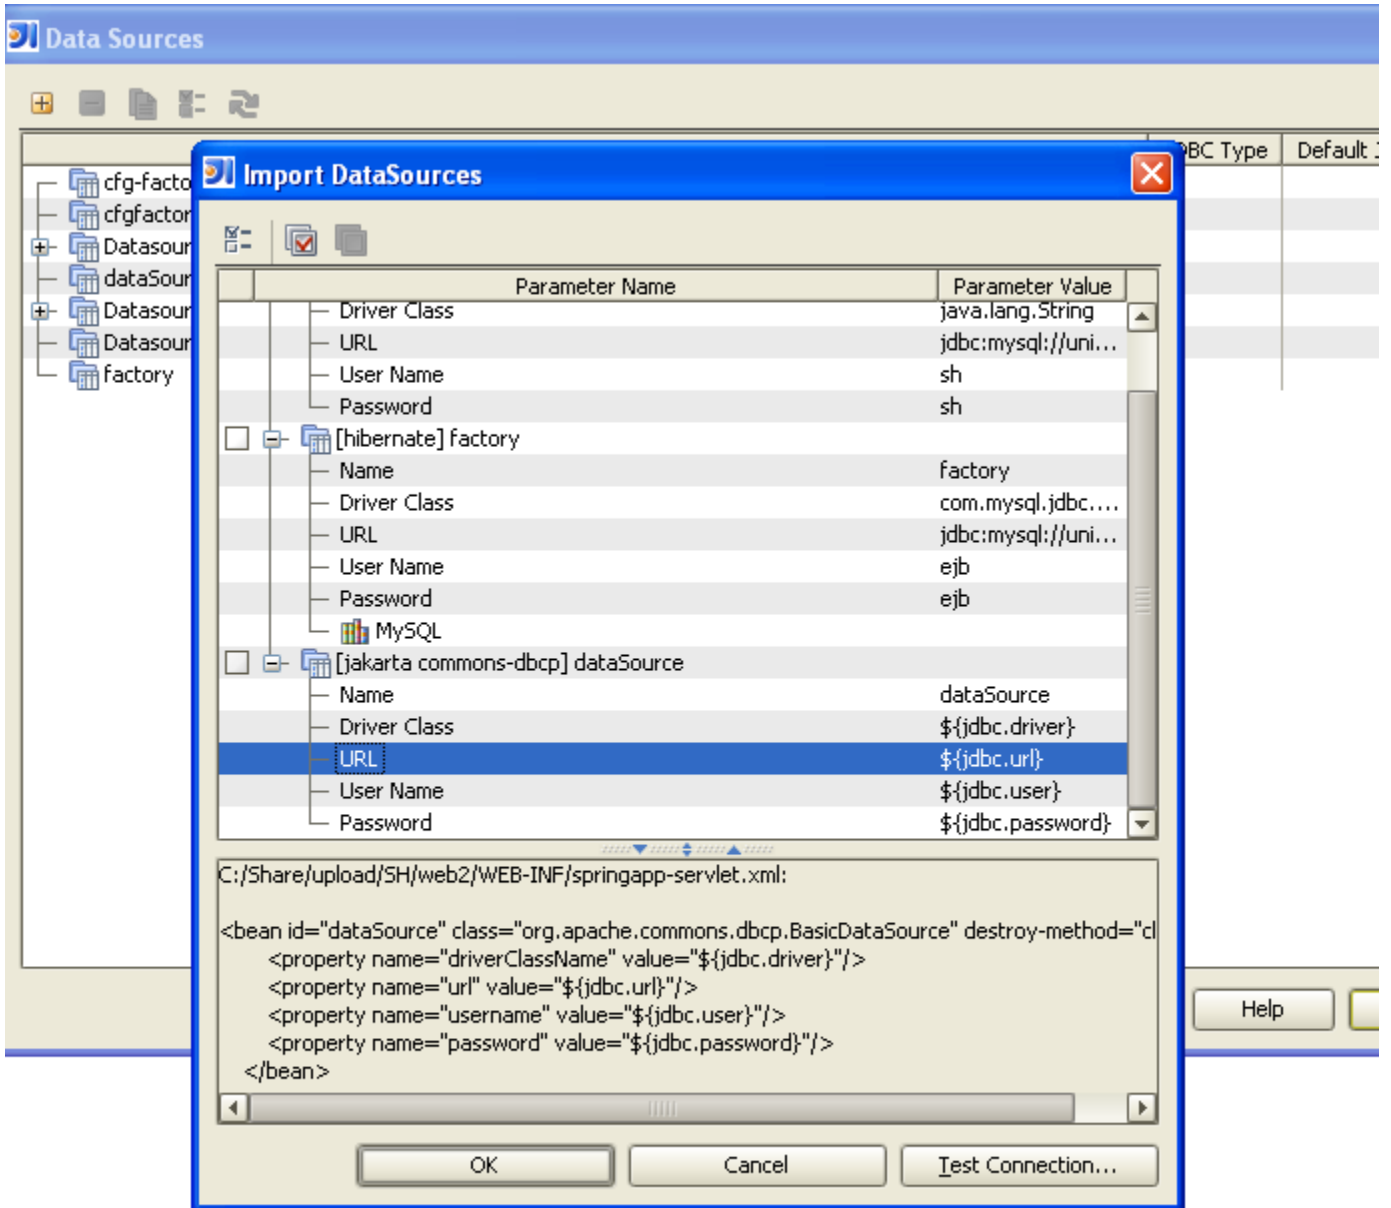 Data Sources
BC Type Default
cfg-facto
cfgfactor
Datasour
dataSour
Datasour
Datasour
factory
Import DataSources
Parameter Name Parameter Value
Driver Class java.lang.String
URL jdbc:mysql://uni...
User Name sh
Password sh
[hibernate] factory
Name factory
Driver Class com.mysql.jdbc....
URL jdbc:mysql://uni...
User Name ejb
Password ejb
MySQL
[jakarta commons-dbcp] dataSource
Name dataSource
Driver Class ${jdbc.driver}
URL ${jdbc.url}
User Name ${jdbc.user}
Password ${jdbc.password}
C:/Share/upload/SH/web2/WEB-INF/springapp-servlet.xml:
<bean id="dataSource" class="org.apache.commons.dbcp.BasicDataSource" destroy-method="cl
<property name="driverClassName" value="${jdbc.driver}"/>
<property name="url" value="${jdbc.url}"/>
<property name="username" value="${jdbc.user}"/>
<property name="password" value="${jdbc.password}"/>
</bean>
Help
OK Cancel Test Connection...